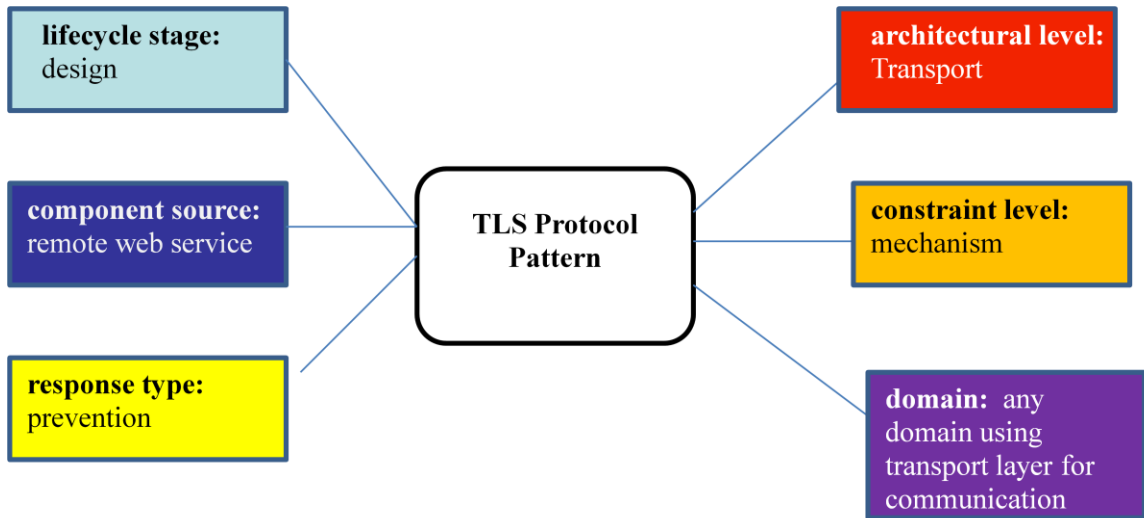 lifecycle stage:
design
component source:
remote web service
response type:
prevention
TLS Protocol
Pattern
architectural level:
Transport
constraint level:
mechanism
domain: any
domain using
transport layer for
communication